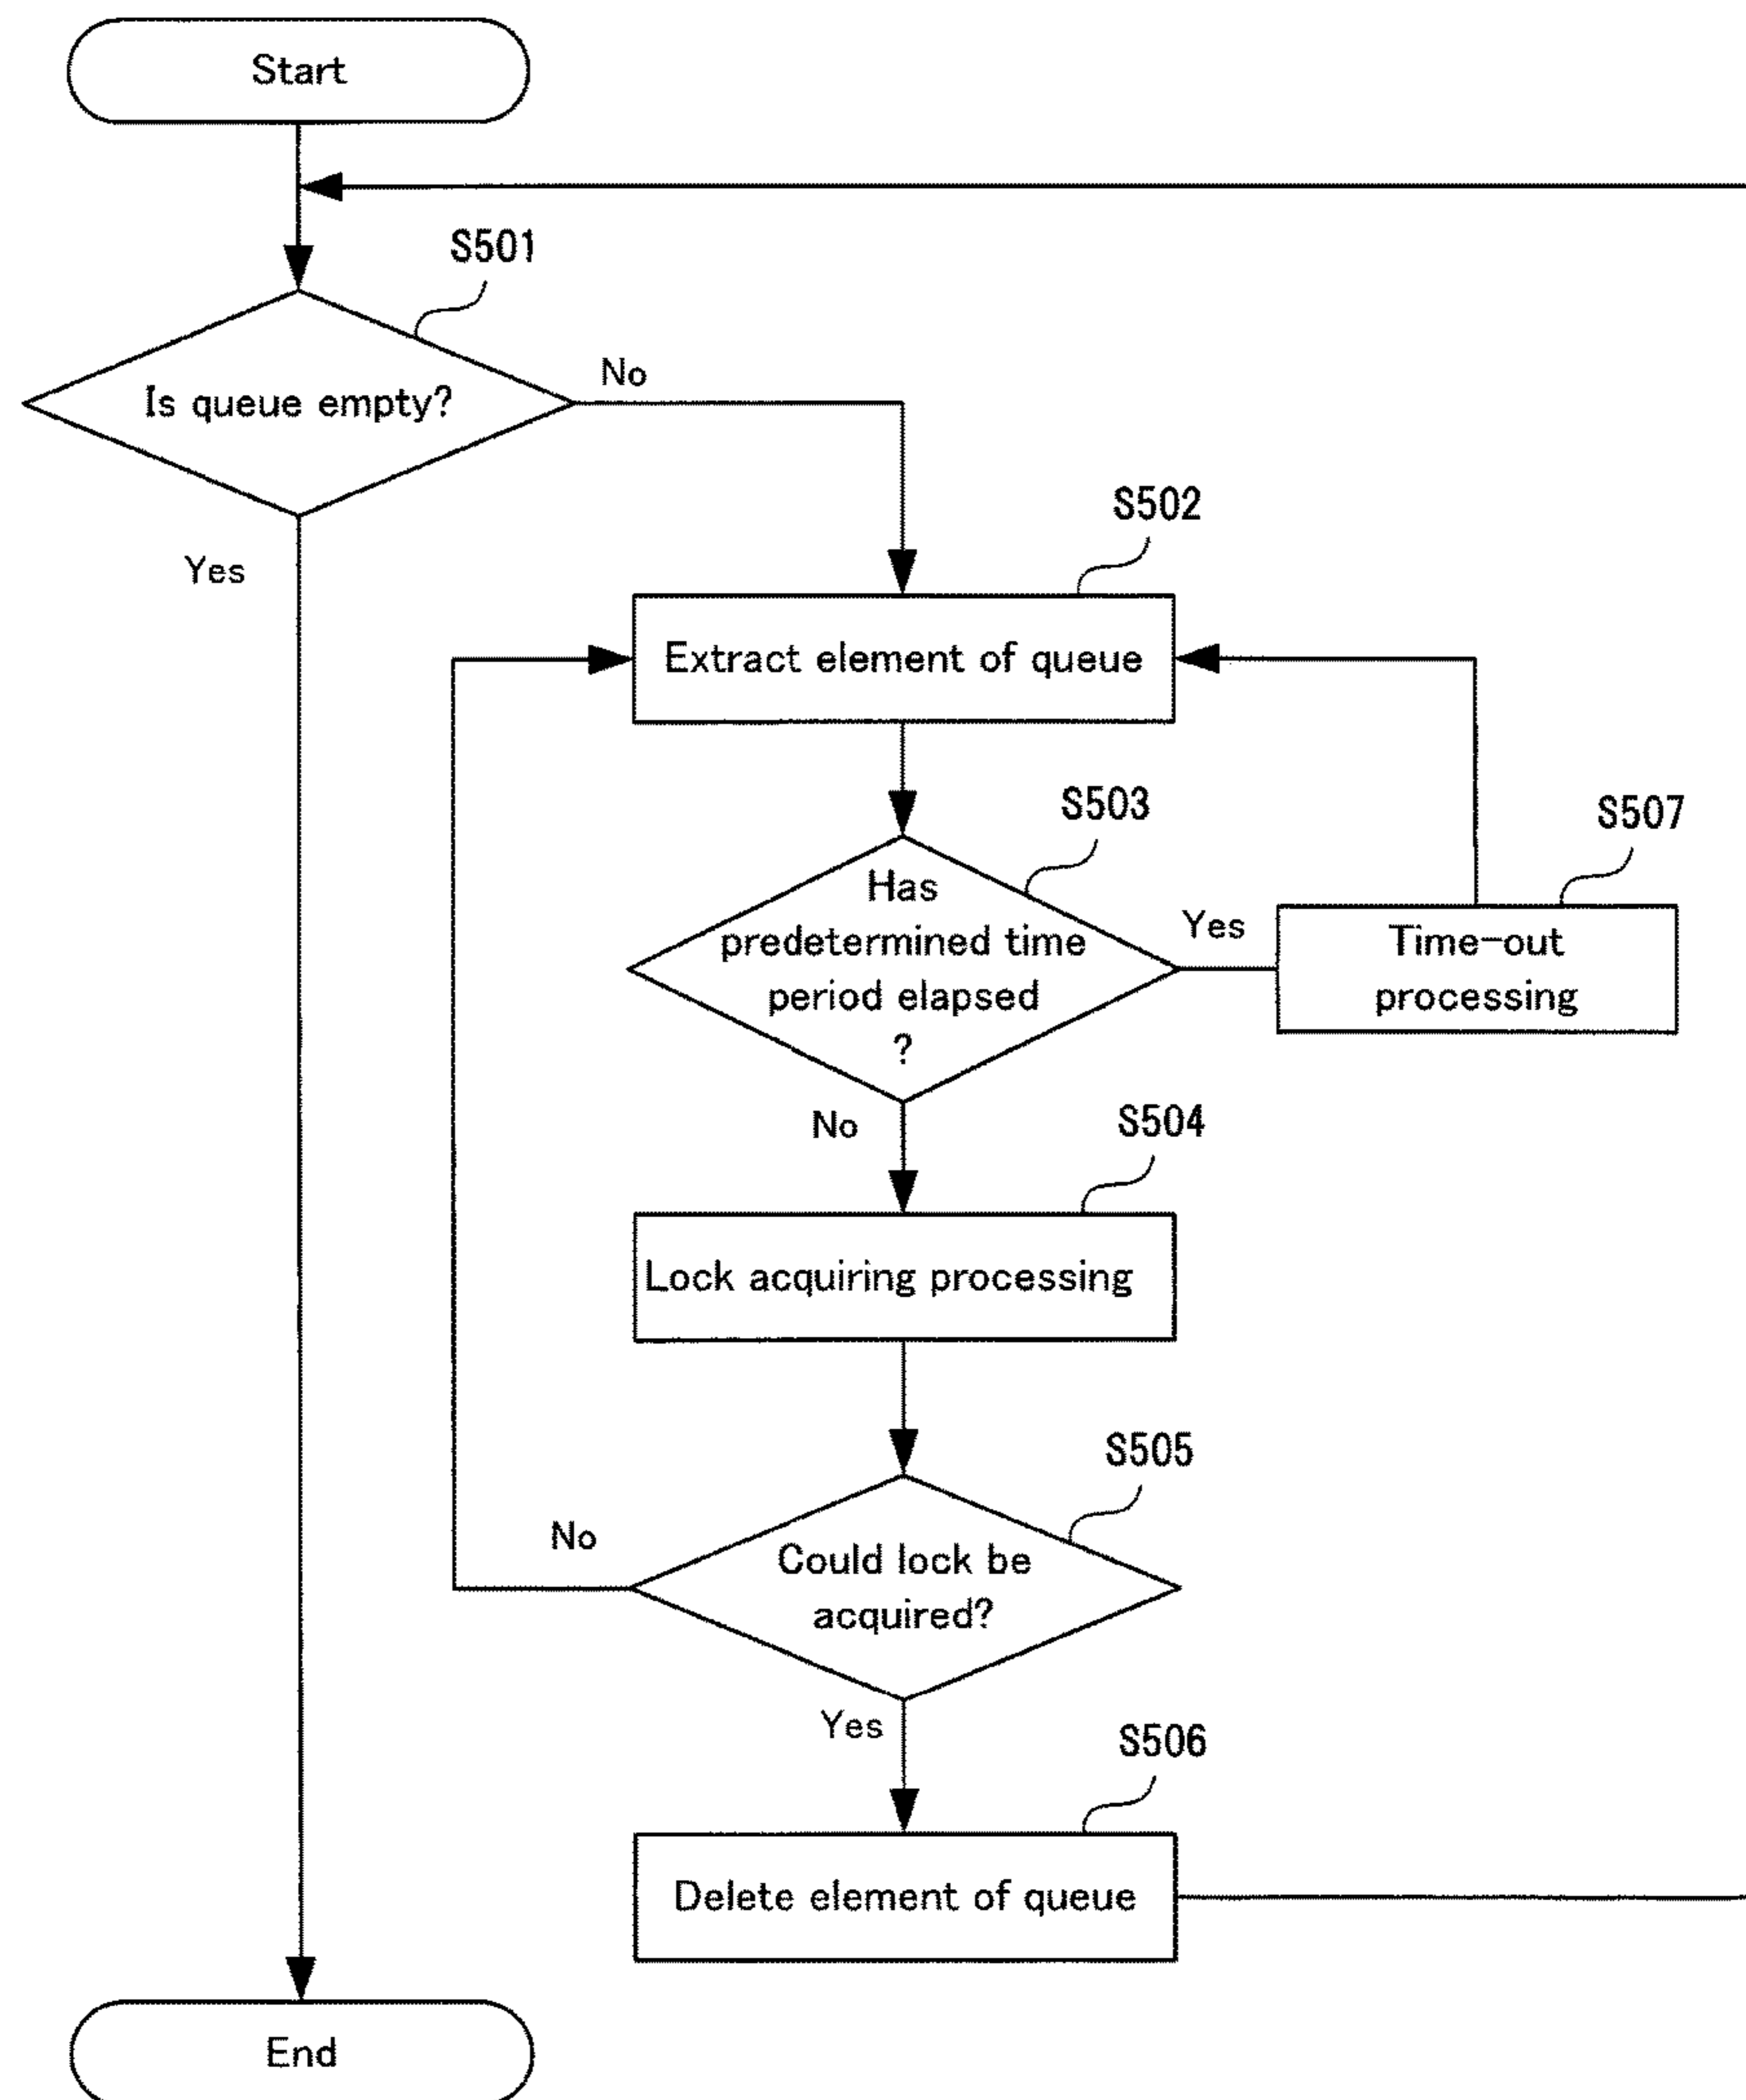 Start
S501
Is queue empty?
No
Yes
S502
Extract element of queue
S503
Has
predetermined time
period elapsed
?
Yes
S507
Time-out
processing
No
S504
Lock acquiring processing
S505
Could lock be
acquired?
No
Yes
S506
Delete element of queue
End